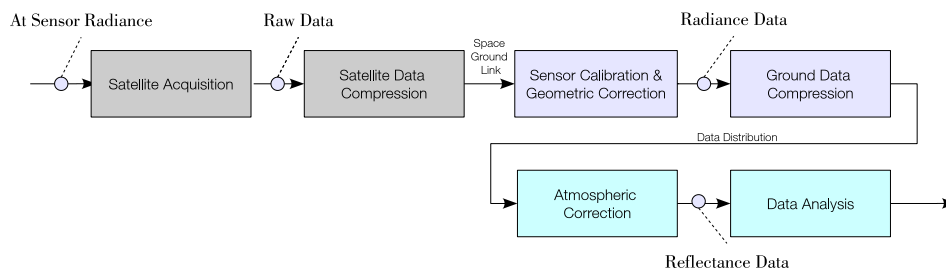 At Sensor Radiance
Raw Data
Radiance Data
Satellite Acquisition
Satellite Data
Compression
Space
Ground
Link
Sensor Calibration &
Geometric Correction
Ground Data
Compression
Data Distribution
Atmospheric
Correction
Data Analysis
Reflectance Data